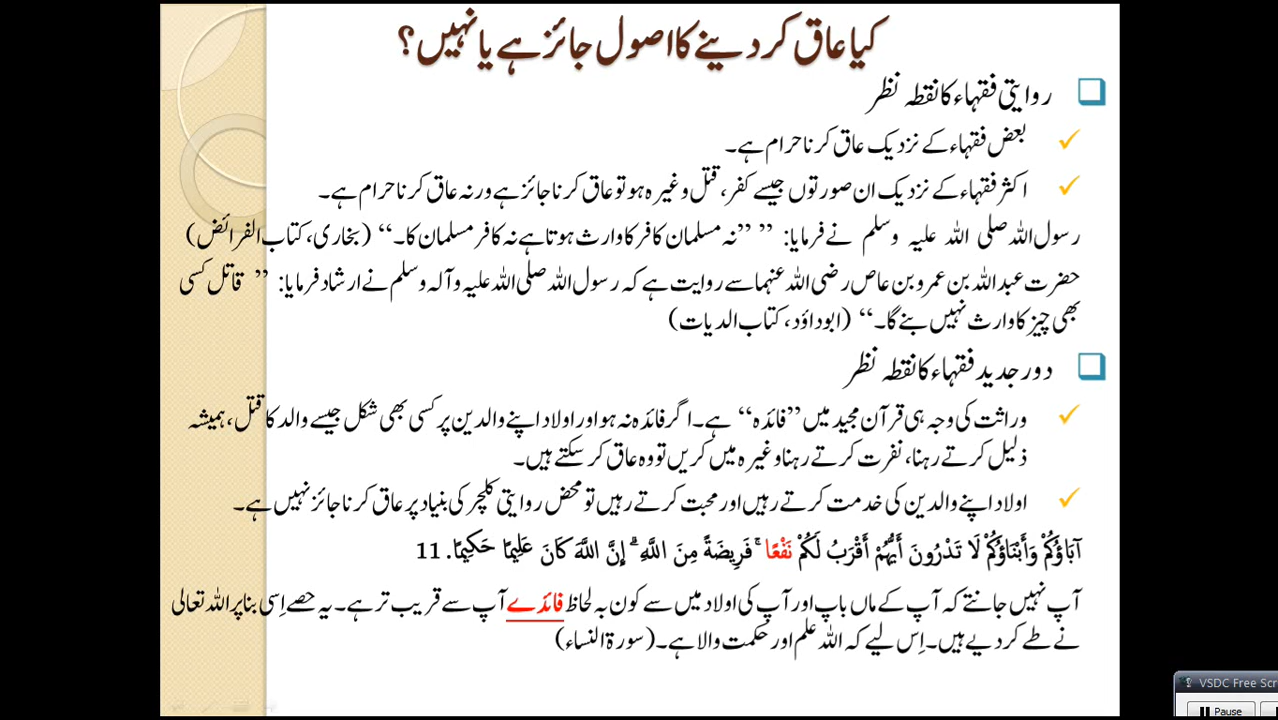 کیا عاق کر دینے کا اصول جائز ہے یا نہیں؟
روایتی فقہاء کا نقطہ نظر
بعض فقہاء کے نزدیک عاق کرنا حرام ہے۔
اکثر فقہاء کے نزدیک ان صورتوں جیسے کفر، قتل وغیرہ ہو تو عاق کرنا جائز ہے ورنہ عاق کرنا حرام ہے۔
رسول اللہ صلی اللہ علیہ وسلم نے فرمایا: ” ”نہ مسلمان کافر کا وارث ہوتا ہے نہ کافر مسلمان کا۔“ (بخاری، کتاب الفرائض)
حضرت عبداللہ بن عمرو بن عاص رضی اللہ عنہما سے روایت ہے کہ رسول اللہ صلی اللہ علیہ وآلہ وسلم نے ارشاد فرمایا: ” قاتل کسی
بھی چیز کا وارث نہیں بنے گا۔“ (ابوداؤد، کتاب الدیات)
دور جدید فقہاء کا نقطہ نظر
وراثت کی وجہ ہی قرآن مجید میں ”فائدہ“ ہے۔ اگر فائدہ نہ ہو اور اولاد اپنے والدین پر کسی بھی شکل جیسے والد کا قتل، ہمیشہ
ذلیل کرتے رہنا، نفرت کرتے رہنا وغیرہ میں کریں تو وہ عاق کر سکتے ہیں۔
اولاد اپنے والدین کی خدمت کرتے رہیں اور محبت کرتے رہیں تو محض روایتی کلچر کی بنیاد پر عاق کرنا جائز نہیں ہے۔
آبَاؤُكُمْ وَأَبْنَاؤُكُمْ لَا تَدْرُونَ أَيُّهُمْ أَقْرَبُ لَكُمْ نَفْعًا ۚ فَرِيضَةً مِنَ اللَّهِ ۗ إِنَّ اللَّهَ كَانَ عَلِيمًا حَكِيمًا. 11
آپ نہیں جانتے کہ آپ کے ماں باپ اور آپ کی اولاد میں سے کون بہ لحاظ فائدے آپ سے قریب تر ہے۔ یہ حصے اِسی بنا پر اللہ تعالی
نے طے کر دیے ہیں۔ اِس لیے کہ اللہ علم اور حکمت والا ہے۔ (سورۃ النساء)
VSDC Free Scr
Pause